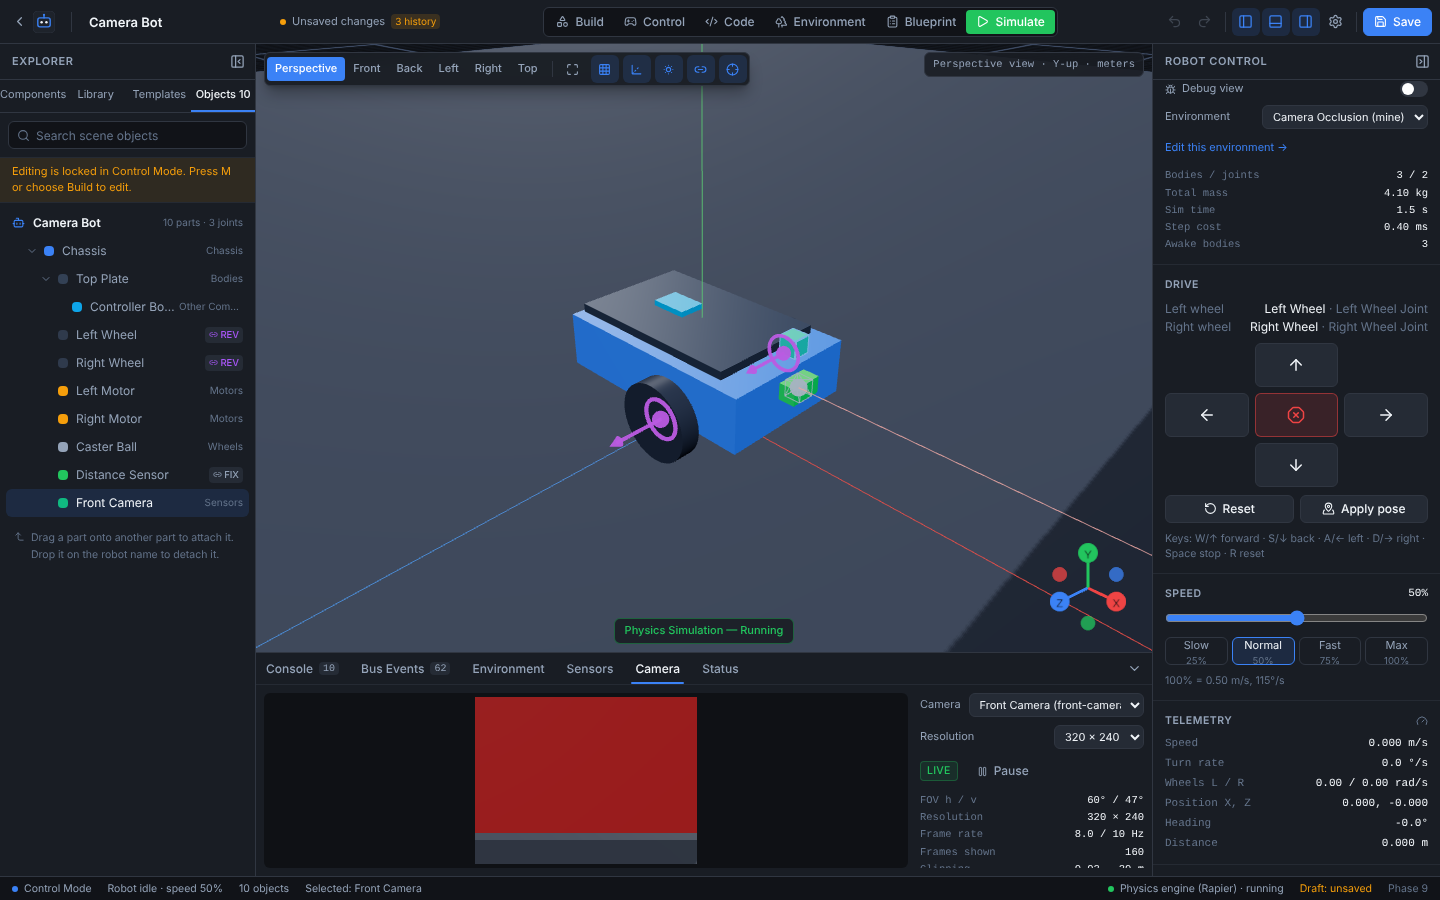 Camera Bot
Unsaved changes 3 history
Build Control Code Environment Blueprint Simulate
Save
EXPLORER
Components Library Templates Objects 10
Search scene objects
Editing is locked in Control Mode. Press M
or choose Build to edit.
Camera Bot 10 parts · 3 joints
Chassis Chassis
Top Plate Bodies
Controller Bo... Other Com...
Left Wheel REV
Right Wheel REV
Left Motor Motors
Right Motor Motors
Caster Ball Wheels
Distance Sensor FIX
Front Camera Sensors
Drag a part onto another part to attach it.
Drop it on the robot name to detach it.
Perspective Front Back Left Right Top
Perspective view · Y-up · meters
Y
Z X
Physics Simulation — Running
Console 10 Bus Events 62 Environment Sensors Camera Status
Camera Front Camera (front-camera
Resolution 320 × 240
LIVE Pause
FOV h / v 60° / 47°
Resolution 320 × 240
Frame rate 8.0 / 10 Hz
Frames shown 160
Clipping 0.02 – 20 m
ROBOT CONTROL
Debug view
Environment Camera Occlusion (mine)
Edit this environment →
Bodies / joints 3 / 2
Total mass 4.10 kg
Sim time 1.5 s
Step cost 0.40 ms
Awake bodies 3
DRIVE
Left wheel Left Wheel · Left Wheel Joint
Right wheel Right Wheel · Right Wheel Joint
Reset Apply pose
Keys: W/↑ forward · S/↓ back · A/← left · D/→ right ·
Space stop · R reset
SPEED 50%
Slow Normal Fast Max
25% 50% 75% 100%
100% = 0.50 m/s, 115°/s
TELEMETRY
Speed 0.000 m/s
Turn rate 0.0 °/s
Wheels L / R 0.00 / 0.00 rad/s
Position X, Z 0.000, -0.000
Heading -0.0°
Distance 0.000 m
Control Mode Robot idle · speed 50% 10 objects Selected: Front Camera
Physics engine (Rapier) · running Draft: unsaved Phase 9